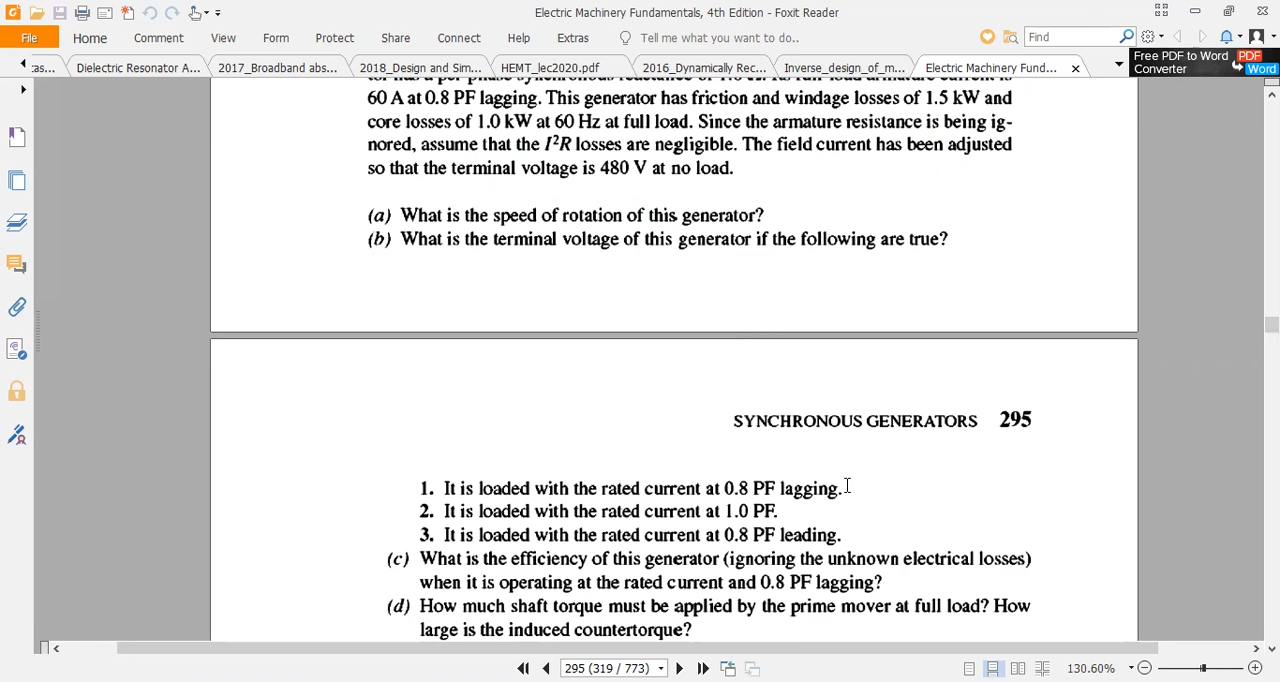 Electric Machinery Fundamentals, 4th Edition - Foxit Reader
File Home Comment View Form Protect Share Connect Help Extras Tell me what you want to do.. Find
...tas... Dielectric Resonator A... 2017_Broadband abs... 2018_Design and Sim... HEMT_lec2020.pdf 2016_Dynamically Rec... Inverse_design_of_m... Electric Machinery Fund...
Free PDF to Word Converter
PDF
Word
60 A at 0.8 PF lagging. This generator has friction and windage losses of 1.5 kW and
core losses of 1.0 kW at 60 Hz at full load. Since the armature resistance is being ig-
nored, assume that the I²R losses are negligible. The field current has been adjusted
so that the terminal voltage is 480 V at no load.
(a) What is the speed of rotation of this generator?
(b) What is the terminal voltage of this generator if the following are true?
SYNCHRONOUS GENERATORS 295
1. It is loaded with the rated current at 0.8 PF lagging.
2. It is loaded with the rated current at 1.0 PF.
3. It is loaded with the rated current at 0.8 PF leading.
(c) What is the efficiency of this generator (ignoring the unknown electrical losses)
when it is operating at the rated current and 0.8 PF lagging?
(d) How much shaft torque must be applied by the prime mover at full load? How
large is the induced countertorque?
295 (319 / 773)
130.60%